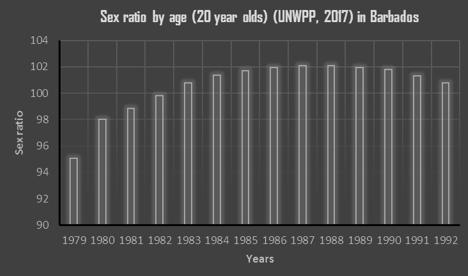 Sex ratio by age (20 year olds) (UNWPP, 2017) in Barbados
104
102
100
98
96
94
92
90
Sex ratio
1979 1980 1981 1982 1983 1984 1985 1986 1987 1988 1989 1990 1991 1992
Years